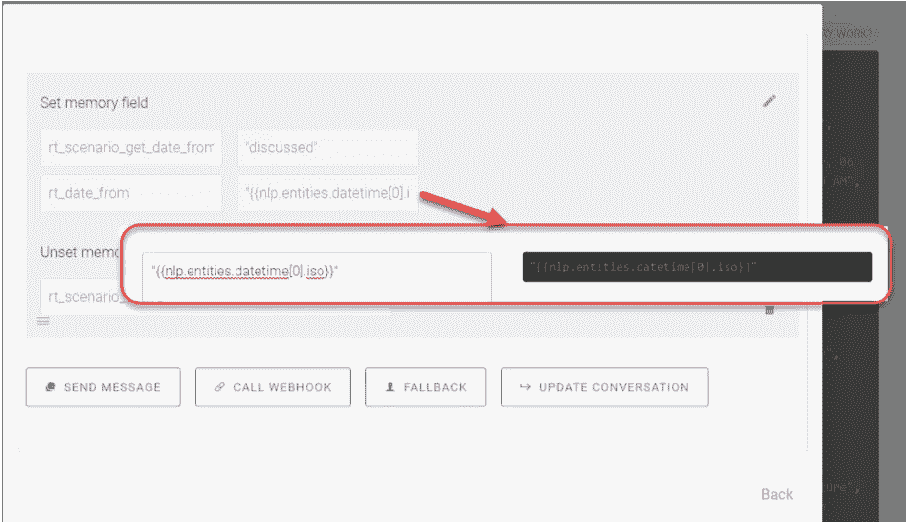 Set memory field
rt_scenario_get_date_from
"discussed"
rt_date_from
"{{nlp.entities.datetime[0].i
Unset memo
"{{nlp.entities.datetime[0].iso}}"
"{{nlp.entities.datetime[0].iso}}"
rt_scenario_
SEND MESSAGE
CALL WEBHOOK
FALLBACK
UPDATE CONVERSATION
Back
ure",